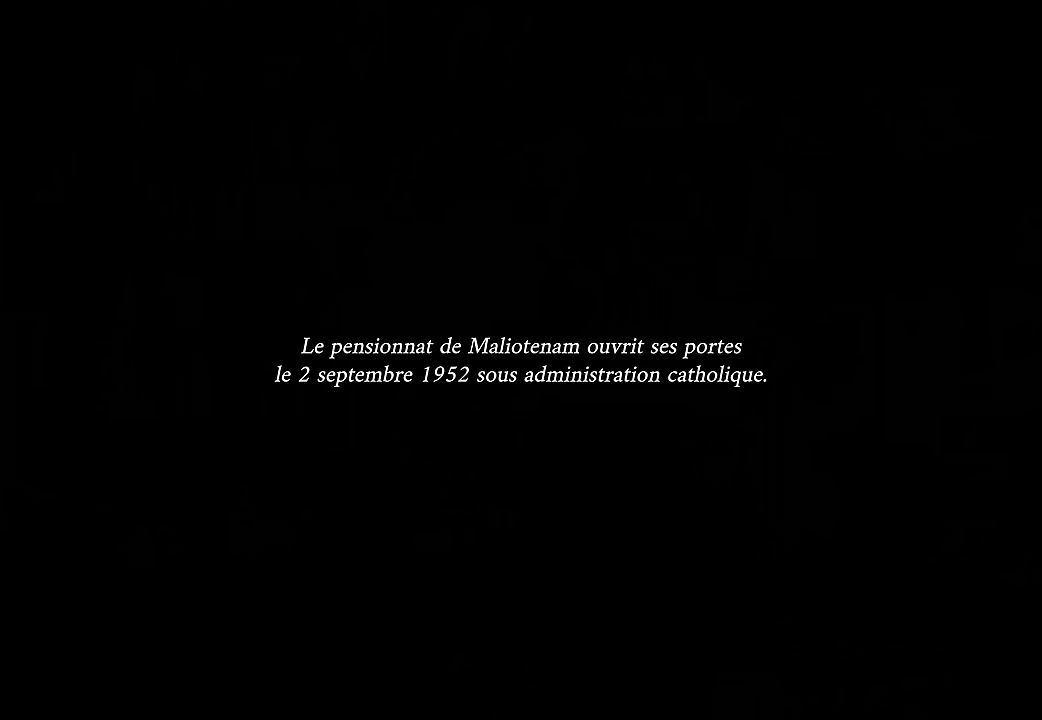 Le pensionnat de Maliotenam ouvrit ses portes
le 2 septembre 1952 sous administration catholique.